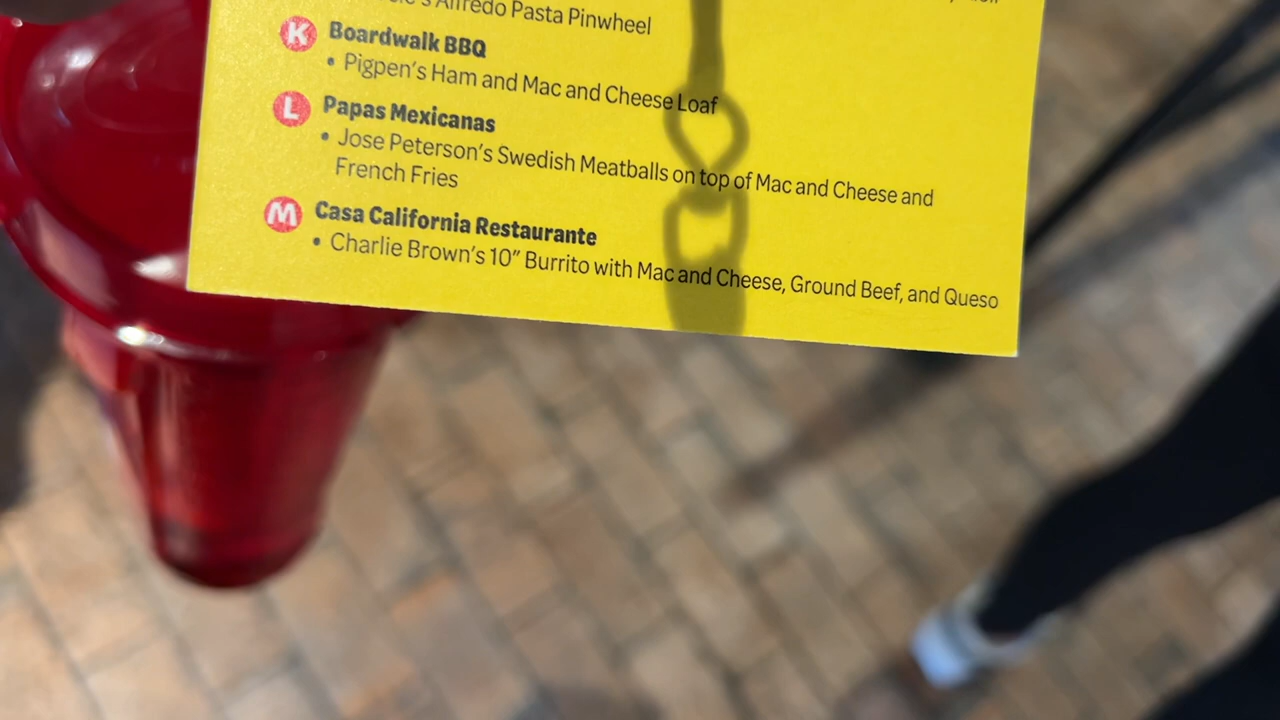 Alfredo Pasta Pinwheel
K Boardwalk BBQ
• Pigpen's Ham and Mac and Cheese Loaf
L Papas Mexicanas
• Jose Peterson's Swedish Meatballs on top of Mac and Cheese and
French Fries
M Casa California Restaurante
• Charlie Brown's 10” Burrito with Mac and Cheese, Ground Beef, and Queso